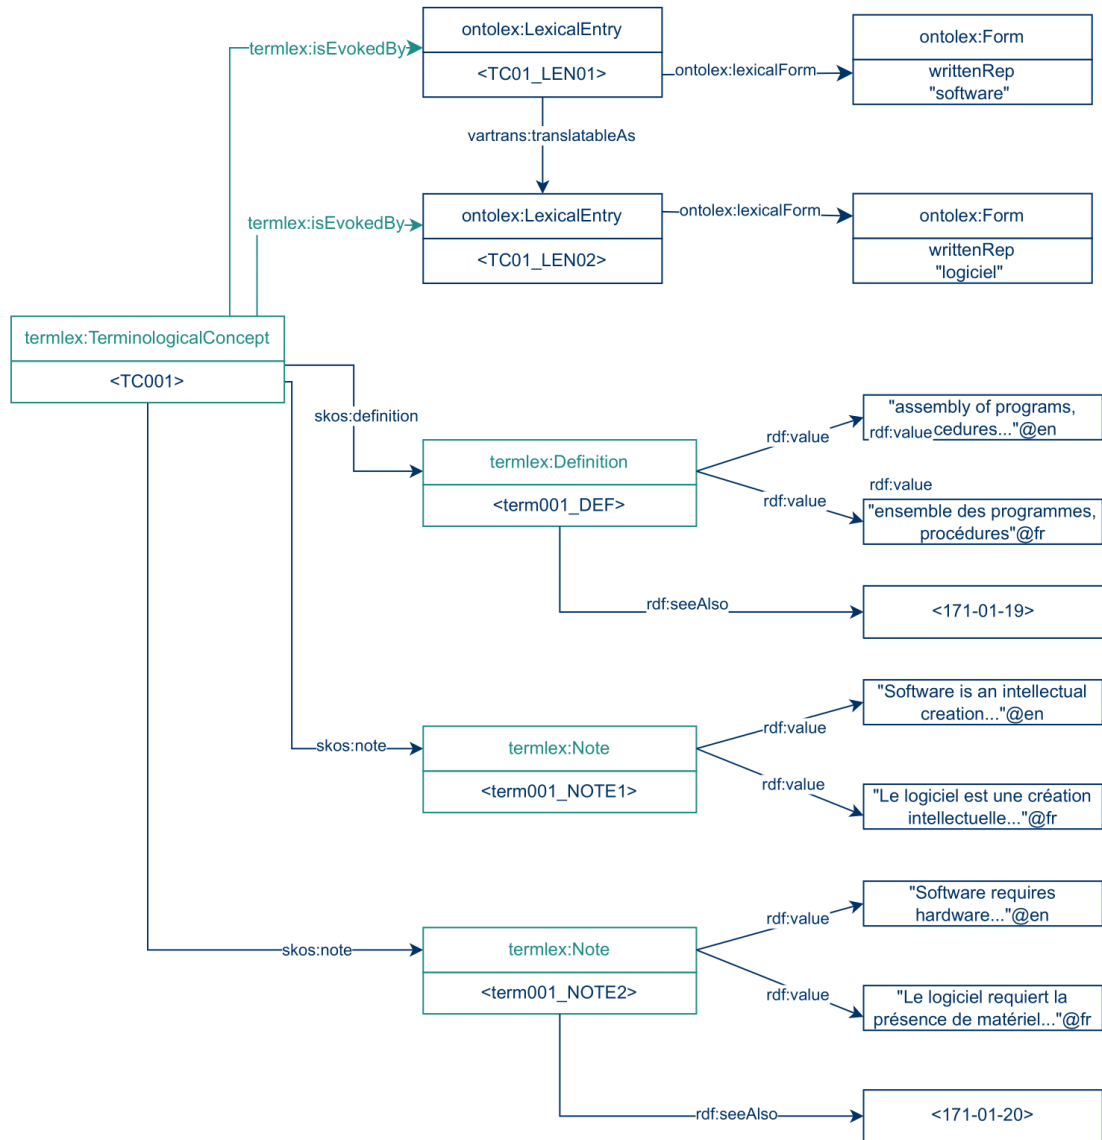 ontolex:LexicalEntry
ontolex:Form
termlex:isEvokedBy
<TC01_LEN01>
ontolex:lexicalForm
writtenRep
"software"
vartrans:translatableAs
ontolex:LexicalEntry
ontolex:lexicalForm
ontolex:Form
termlex:isEvokedBy
<TC01_LEN02>
writtenRep
"logiciel"
termlex:TerminologicalConcept
<TC001>
skos:definition
"assembly of programs,
cedures..."@en
rdf:value
rdf:value
termlex:Definition
<term001_DEF>
rdf:value
rdf:value
"ensemble des programmes,
procédures"@fr
rdf:seeAlso
<171-01-19>
"Software is an intellectual
creation..."@en
rdf:value
skos:note
termlex:Note
<term001_NOTE1>
rdf:value
"Le logiciel est une création
intellectuelle..."@fr
"Software requires
hardware..."@en
rdf:value
skos:note
termlex:Note
<term001_NOTE2>
rdf:value
"Le logiciel requiert la
présence de matériel..."@fr
rdf:seeAlso
<171-01-20>